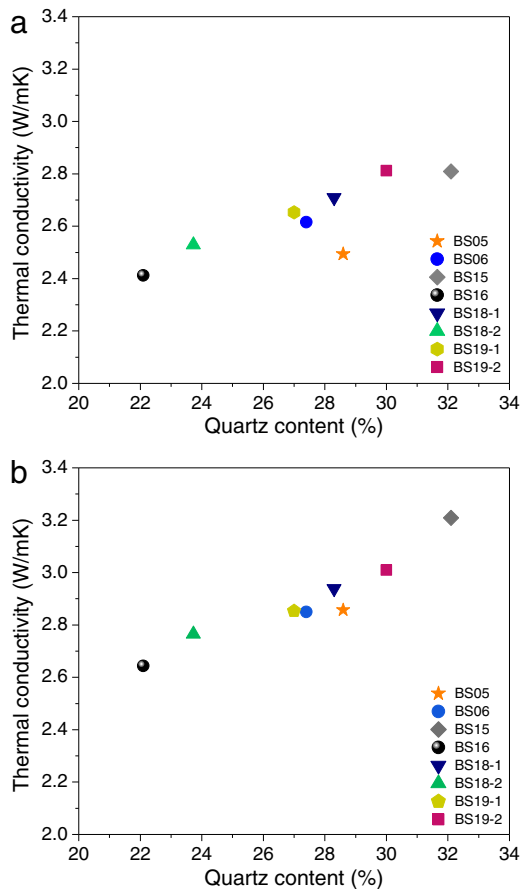 a
3.4
3.2
3.0
2.8
2.6
2.4
2.2
2.0
Thermal conductivity (W/mK)
BS05
BS06
BS15
BS16
BS18-1
BS18-2
BS19-1
BS19-2
20 22 24 26 28 30 32 34
Quartz content (%)
b
3.4
3.2
3.0
2.8
2.6
2.4
2.2
2.0
Thermal conductivity (W/mK)
BS05
BS06
BS15
BS16
BS18-1
BS18-2
BS19-1
BS19-2
20 22 24 26 28 30 32 34
Quartz content (%)